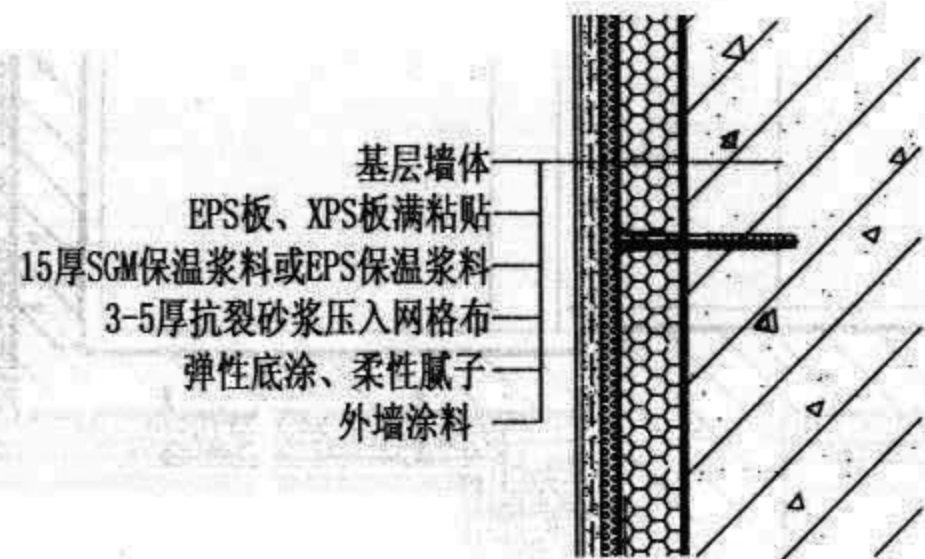 基层墙体
EPS板、XPS板满粘贴
15厚SGM保温浆料或EPS保温浆料
3-5厚抗裂砂浆压入网格布
弹性底涂、柔性腻子
外墙涂料